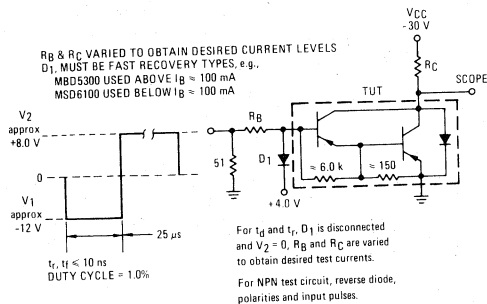 RB & RC VARIED TO OBTAIN DESIRED CURRENT LEVELS
D1, MUST BE FAST RECOVERY TYPES, e.g.,
MBD5300 USED ABOVE IB ≈ 100 mA
MSD6100 USED BELOW IB ≈ 100 mA
VCC
-30 V
RC
SCOPE
TUT
V2
approx
+8.0 V
0
V1
approx
-12 V
25 μs
tr, tf ⩽ 10 ns
DUTY CYCLE = 1.0%
RB
51
D1
+4.0 V
≈ 6.0 k
≈ 150
For td and tr, D1 is disconnected
and V2 = 0, RB and RC are varied
to obtain desired test currents.
For NPN test circuit, reverse diode,
polarities and input pulses.